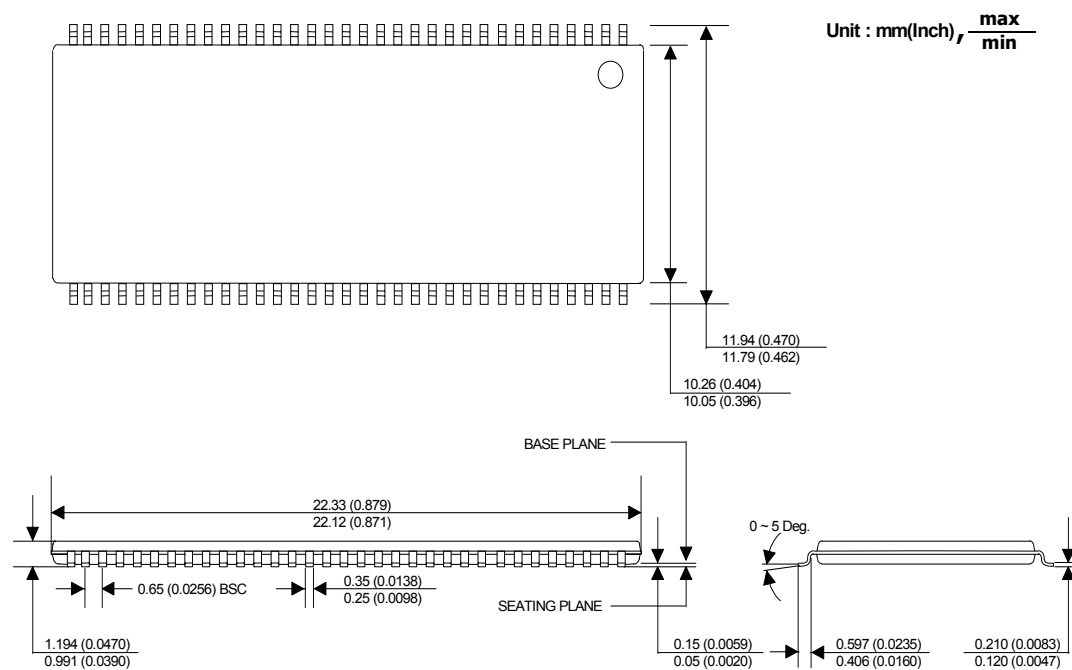 Unit : mm(Inch) , max
min
11.94 (0.470)
11.79 (0.462)
10.26 (0.404)
10.05 (0.396)
BASE PLANE
22.33 (0.879)
22.12 (0.871)
0 ~ 5 Deg.
0.65 (0.0256) BSC
0.35 (0.0138)
0.25 (0.0098)
SEATING PLANE
1.194 (0.0470)
0.991 (0.0390)
0.15 (0.0059)
0.05 (0.0020)
0.597 (0.0235)
0.406 (0.0160)
0.210 (0.0083)
0.120 (0.0047)